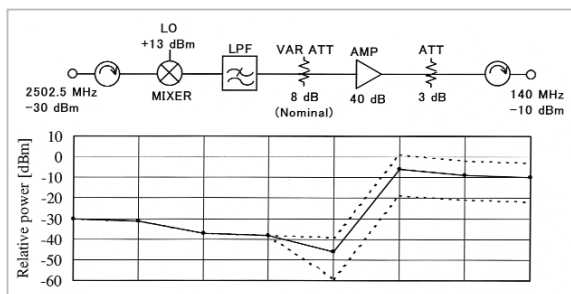 LO
+13 dBm
LPF
VAR ATT
AMP
ATT
2502.5 MHz
−30 dBm
MIXER
8 dB
(Nominal)
40 dB
3 dB
140 MHz
−10 dBm
Relative power [dBm]
10
0
-10
-20
-30
-40
-50
-60